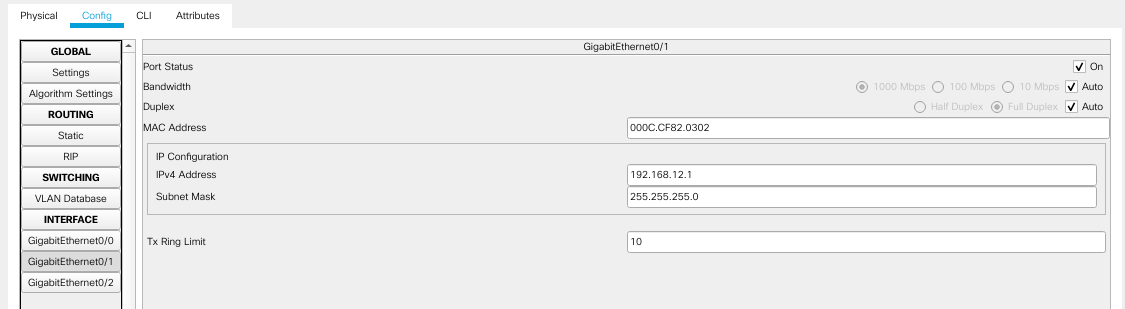 Physical Config CLI Attributes
GLOBAL
Settings
Algorithm Settings
ROUTING
Static
RIP
SWITCHING
VLAN Database
INTERFACE
GigabitEthernet0/0
GigabitEthernet0/1
GigabitEthernet0/2
GigabitEthernet0/1
Port Status On
Bandwidth 1000 Mbps 100 Mbps 10 Mbps Auto
Duplex Half Duplex Full Duplex Auto
MAC Address 000C.CF82.0302
IP Configuration
IPv4 Address 192.168.12.1
Subnet Mask 255.255.255.0
Tx Ring Limit 10